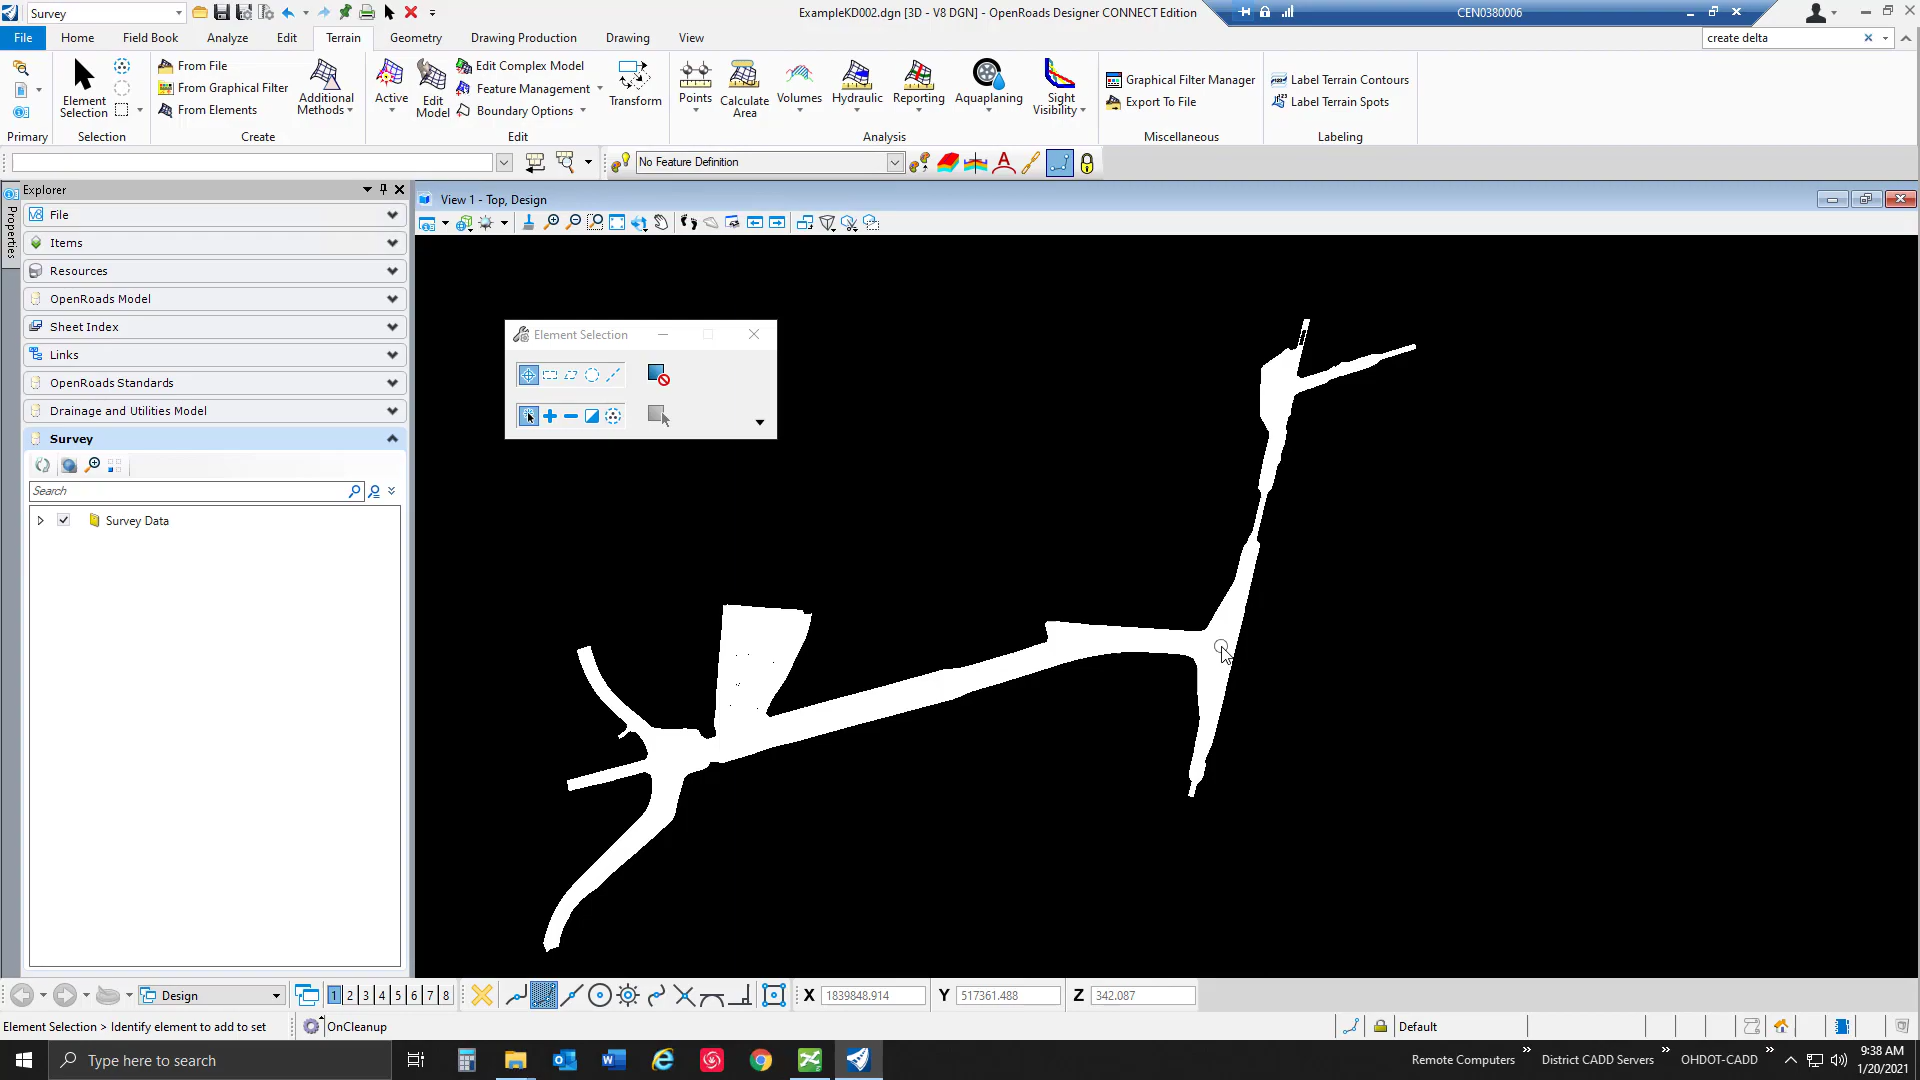 Survey
ExampleKD002.dgn [3D - V8 DGN] - OpenRoads Designer CONNECT Edition
CEN0380006
File Home Field Book Analyze Edit Terrain Geometry Drawing Production Drawing View
create delta
Element Selection
From File
From Graphical Filter
From Elements
Additional Methods
Active
Edit Model
Edit Complex Model
Feature Management
Boundary Options
Transform
Points
Calculate Area
Volumes
Hydraulic
Reporting
Aquaplaning
Sight Visibility
Graphical Filter Manager
Export To File
Label Terrain Contours
Label Terrain Spots
Primary Selection Create Edit Analysis Miscellaneous Labeling
No Feature Definition
Explorer
Properties
File
Items
Resources
OpenRoads Model
Sheet Index
Links
OpenRoads Standards
Drainage and Utilities Model
Survey
Search
Survey Data
View 1 - Top, Design
Element Selection
Design
1 2 3 4 5 6 7 8
X 1839848.914 Y 517361.488 Z 342.087
Element Selection > Identify element to add to set
OnCleanup
Default
Type here to search
Remote Computers
District CADD Servers
OHDOT-CADD
9:38 AM
1/20/2021